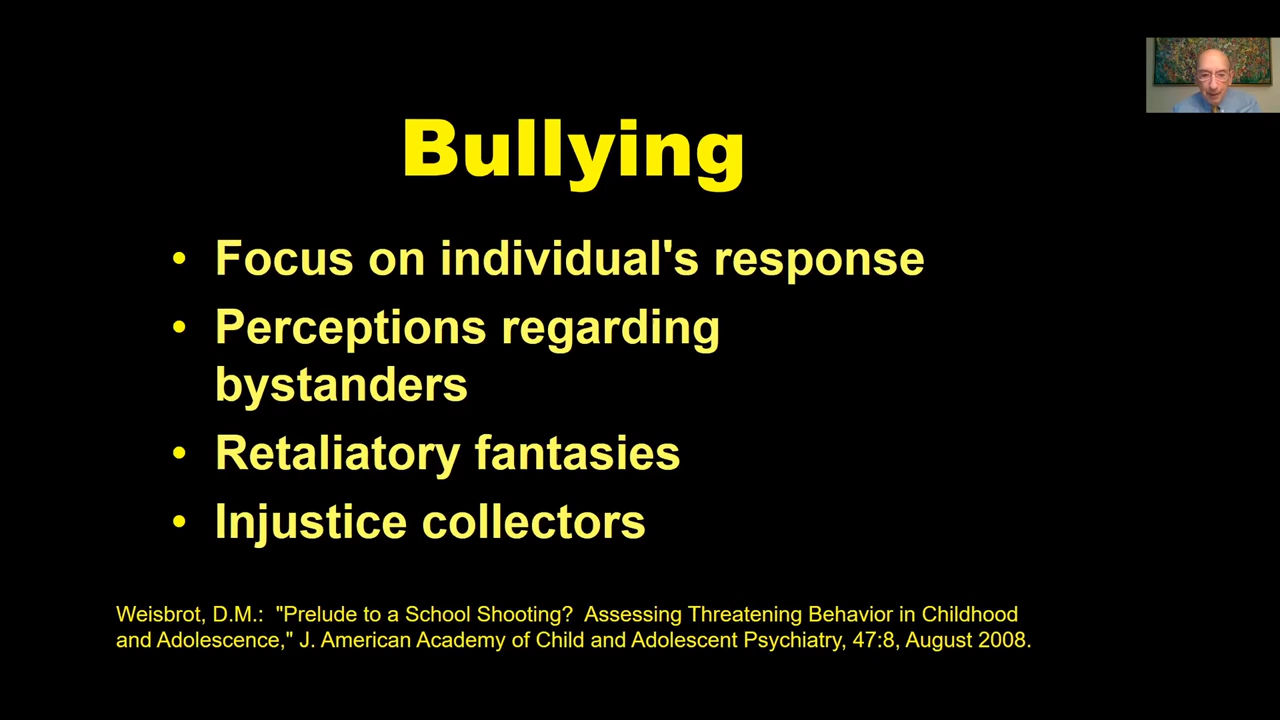 Bullying
• Focus on individual's response
• Perceptions regarding
bystanders
• Retaliatory fantasies
• Injustice collectors
Weisbrot, D.M.:  "Prelude to a School Shooting?  Assessing Threatening Behavior in Childhood
and Adolescence," J. American Academy of Child and Adolescent Psychiatry, 47:8, August 2008.